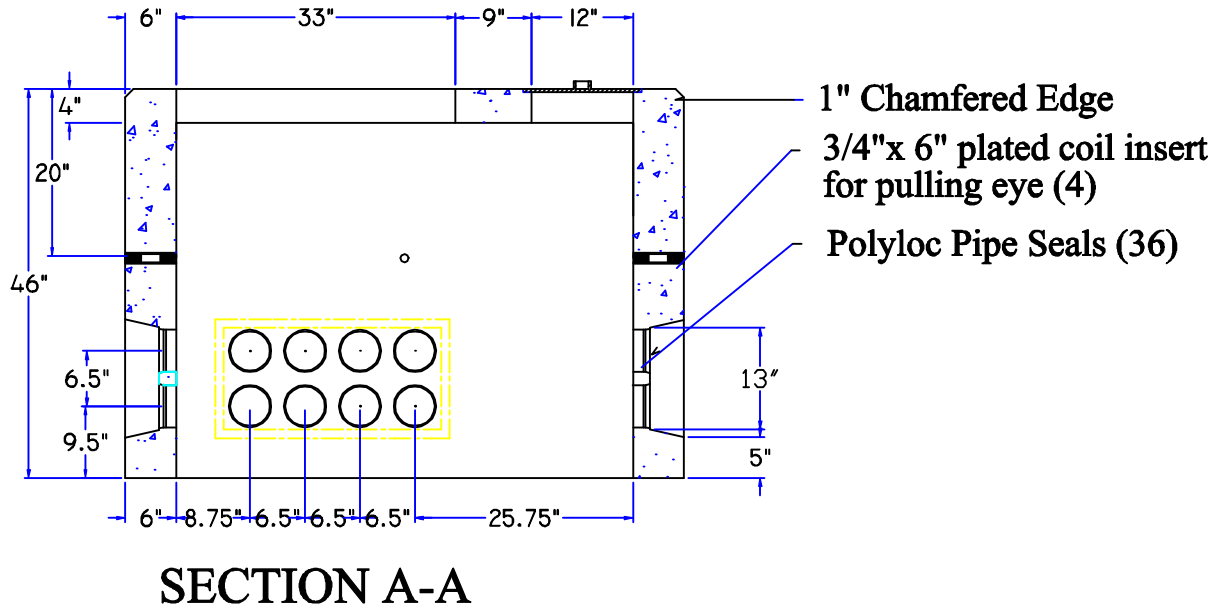 6" 33" 9" 12"
4"
1" Chamfered Edge
3/4"x 6" plated coil insert
for pulling eye (4)
20"
Polyloc Pipe Seals (36)
46"
6.5"
13"
9.5"
5"
6" 8.75" 6.5" 6.5" 6.5" 25.75"
SECTION A-A